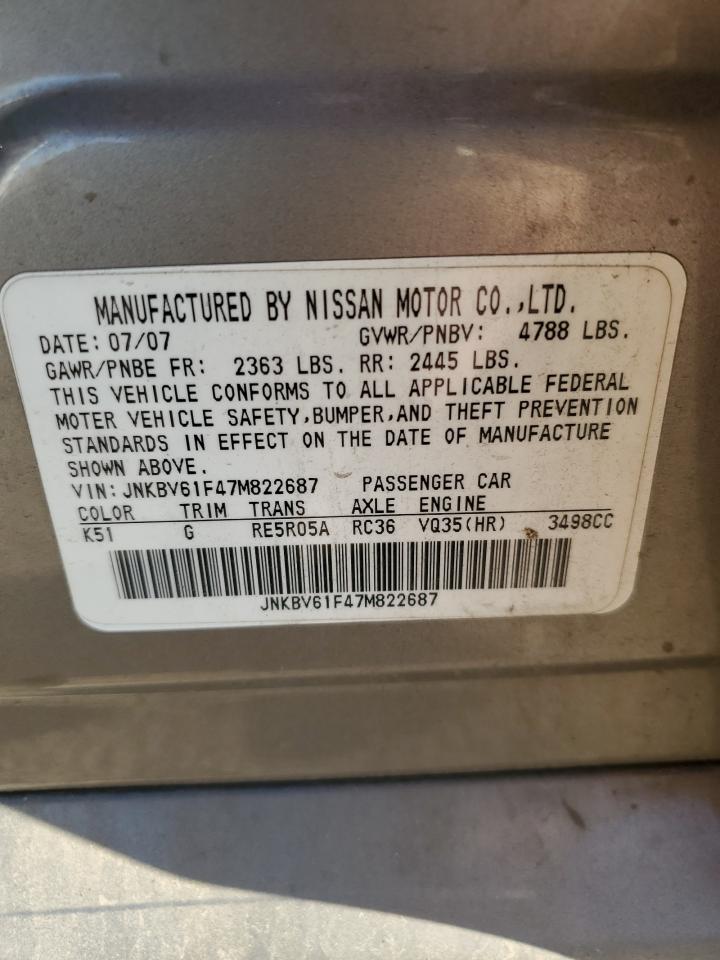 MANUFACTURED BY NISSAN MOTOR CO.,LTD.
DATE: 07/07 GVWR/PNBV: 4788 LBS.
GAWR/PNBE FR: 2363 LBS. RR: 2445 LBS.
THIS VEHICLE CONFORMS TO ALL APPLICABLE FEDERAL
MOTER VEHICLE SAFETY,BUMPER,AND THEFT PREVENTION
STANDARDS IN EFFECT ON THE DATE OF MANUFACTURE
SHOWN ABOVE.
VIN: JNKBV61F47M822687 PASSENGER CAR
COLOR TRIM TRANS AXLE ENGINE
K51 G RE5R05A RC36 VQ35(HR) 3498CC
JNKBV61F47M822687